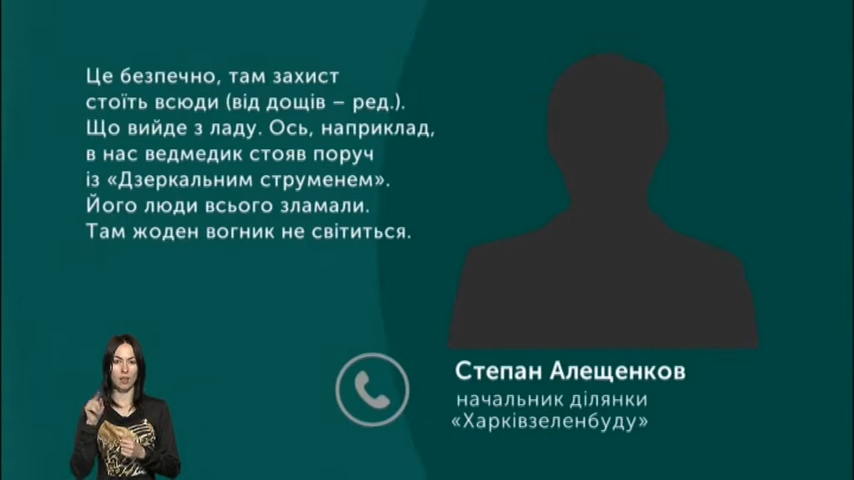 Це безпечно, там захист
стоїть всюди (від дощів – ред.).
Що вийде з ладу. Ось, наприклад,
в нас ведмедик стояв поруч
із «Дзеркальним струменем».
Його люди всього зламали.
Там жоден вогник не світиться.
Степан Алещенков
начальник ділянки
«Харківзеленбуду»